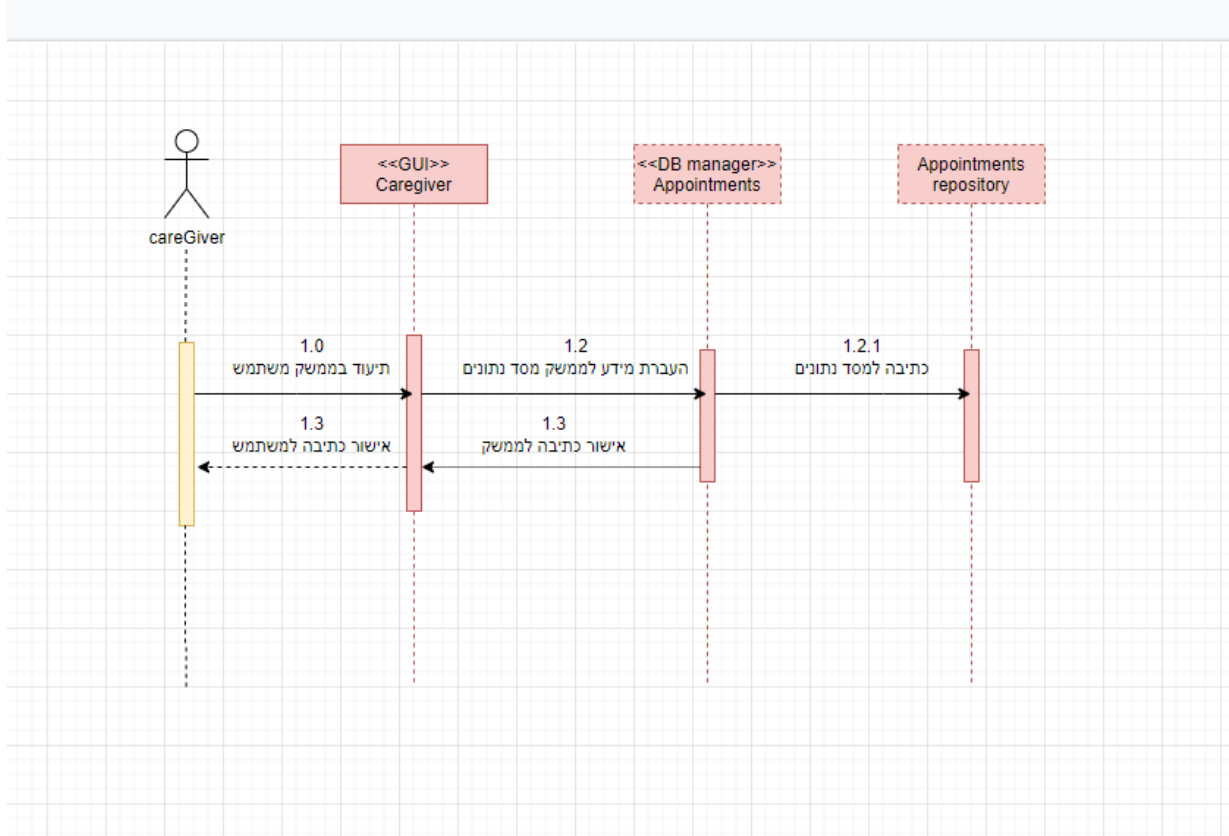 <<GUI>>
Caregiver
<<DB manager>>
Appointments
Appointments
repository
careGiver
1.0
תיעוד בממשק משתמש
1.2
העברת מידע לממשק מסד נתונים
1.2.1
כתיבה למסד נתונים
1.3
אישור כתיבה למשתמש
1.3
אישור כתיבה לממשק